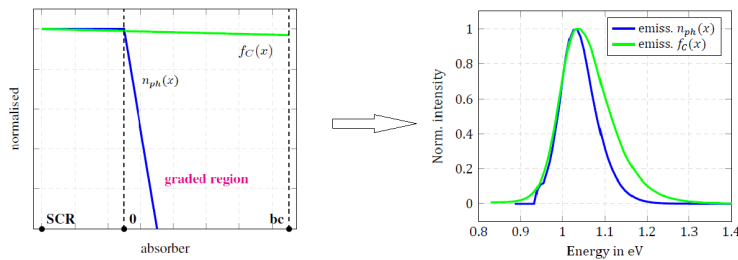 f_C(x)
n_ph(x)
graded region
SCR
0
bc
normalised
absorber
emiss. n_ph(x)
emiss. f_C(x)
1
0.8
0.6
0.4
0.2
0
0.8 0.9 1 1.1 1.2 1.3 1.4
Norm. intensity
Energy in eV